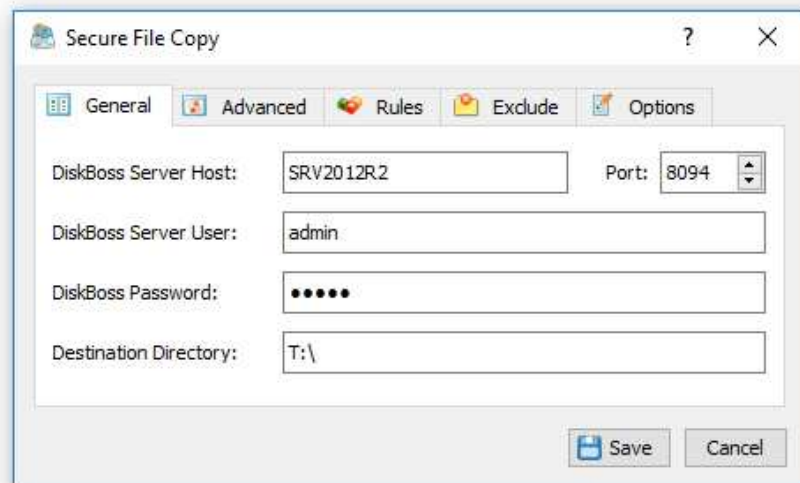 Secure File Copy ?
General Advanced Rules Exclude Options
DiskBoss Server Host: SRV2012R2 Port: 8094
DiskBoss Server User: admin
DiskBoss Password: •••••
Destination Directory: T:\
Save Cancel